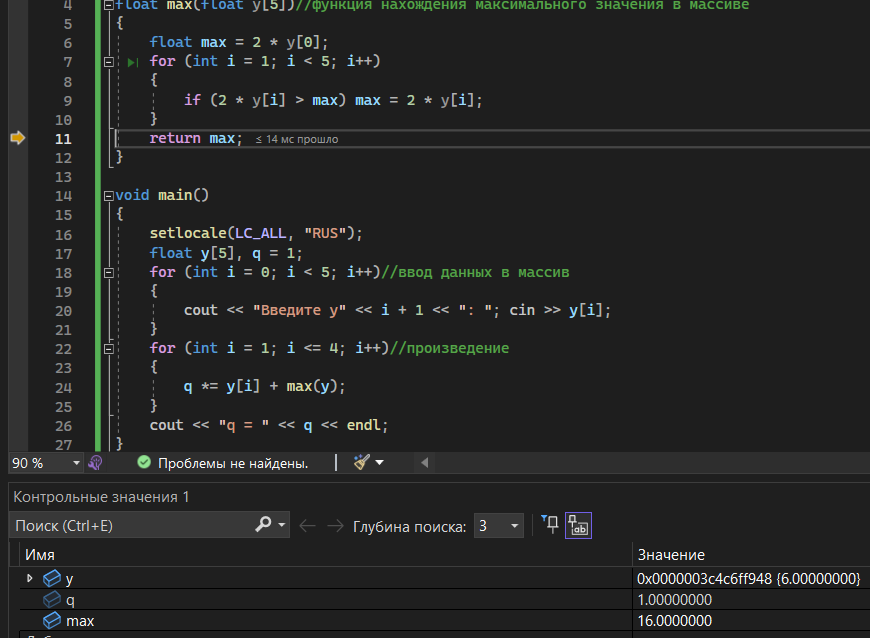 4 float max(float y[5])//функция нахождения максимального значения в массиве
5 {
6 float max = 2 * y[0];
7 for (int i = 1; i < 5; i++)
8 {
9 if (2 * y[i] > max) max = 2 * y[i];
10 }
11 return max; ≤ 14 мс прошло
12 }
13
14 void main()
15 {
16 setlocale(LC_ALL, "RUS");
17 float y[5], q = 1;
18 for (int i = 0; i < 5; i++)//ввод данных в массив
19 {
20 cout << "Введите y" << i + 1 << ": "; cin >> y[i];
21 }
22 for (int i = 1; i <= 4; i++)//произведение
23 {
24 q *= y[i] + max(y);
25 }
26 cout << "q = " << q << endl;
27 }
90 % Проблемы не найдены.
Контрольные значения 1
Поиск (Ctrl+E) Глубина поиска: 3
Имя Значение
y 0x0000003c4c6ff948 {6.00000000}
q 1.00000000
max 16.0000000